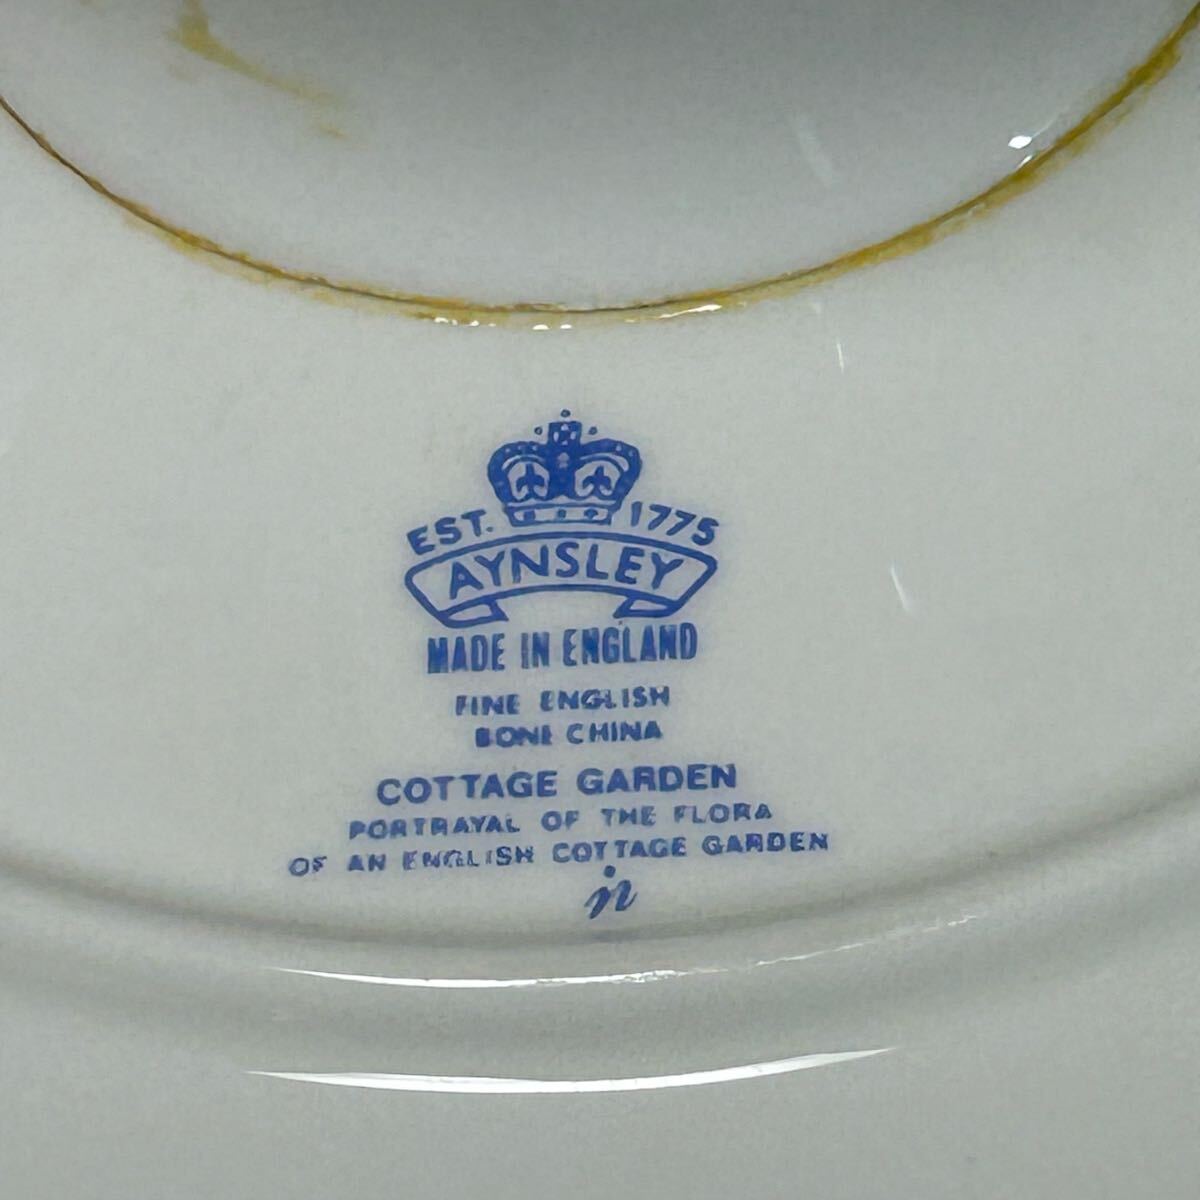 EST. 1775
AYNSLEY
MADE IN ENGLAND
FINE ENGLISH
BONE CHINA
COTTAGE GARDEN
PORTRAYAL OF THE FLORA
OF AN ENGLISH COTTAGE GARDEN